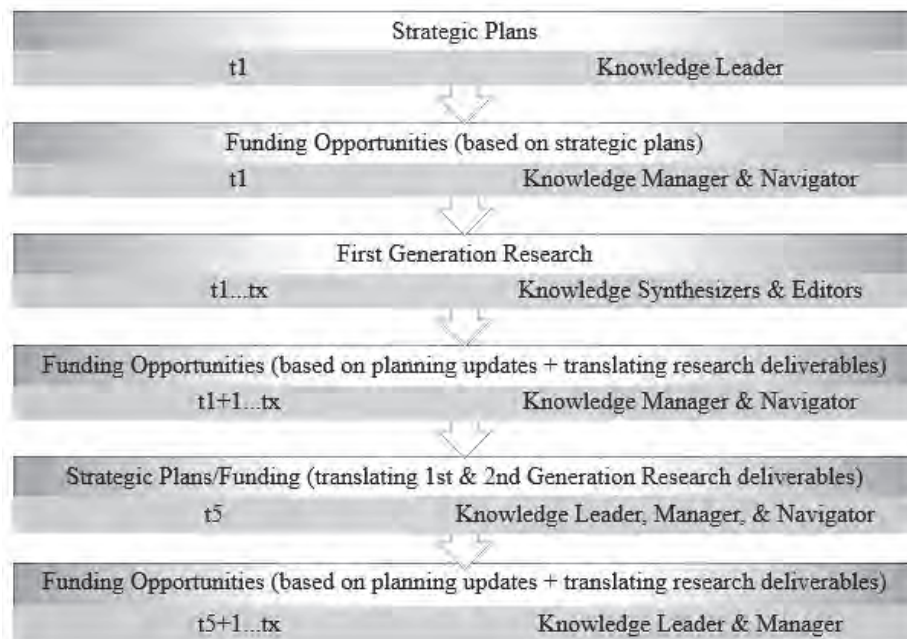 Strategic Plans
t1 Knowledge Leader
Funding Opportunities (based on strategic plans)
t1 Knowledge Manager & Navigator
First Generation Research
t1...tx Knowledge Synthesizers & Editors
Funding Opportunities (based on planning updates + translating research deliverables)
t1+1...tx Knowledge Manager & Navigator
Strategic Plans/Funding (translating 1st & 2nd Generation Research deliverables)
t5 Knowledge Leader, Manager, & Navigator
Funding Opportunities (based on planning updates + translating research deliverables)
t5+1...tx Knowledge Leader & Manager